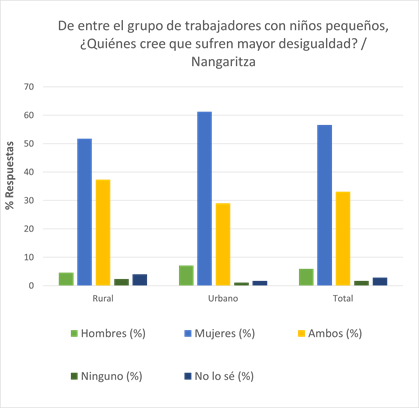 De entre el grupo de trabajadores con niños pequeños,
¿Quiénes cree que sufren mayor desigualdad? /
Nangaritza
% Respuestas
70
60
50
40
30
20
10
0
Rural Urbano Total
Hombres (%) Mujeres (%) Ambos (%)
Ninguno (%) No lo sé (%)